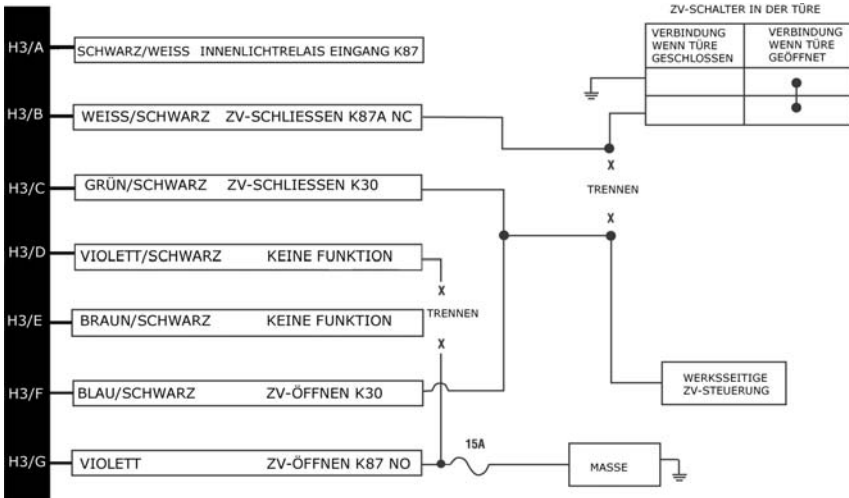 ZV-SCHALTER IN DER TÜRE
VERBINDUNG
WENN TÜRE
GESCHLOSSEN
VERBINDUNG
WENN TÜRE
GEÖFFNET
H3/A
SCHWARZ/WEISS INNENLICHTRELAIS EINGANG K87
H3/B
WEISS/SCHWARZ ZV-SCHLIESSEN K87A NC
X
TRENNEN
X
H3/C
GRÜN/SCHWARZ ZV-SCHLIESSEN K30
H3/D
VIOLETT/SCHWARZ KEINE FUNKTION
X
TRENNEN
X
H3/E
BRAUN/SCHWARZ KEINE FUNKTION
H3/F
BLAU/SCHWARZ ZV-ÖFFNEN K30
WERKSSEITIGE
ZV-STEUERUNG
H3/G
VIOLETT ZV-ÖFFNEN K87 NO
15A
MASSE